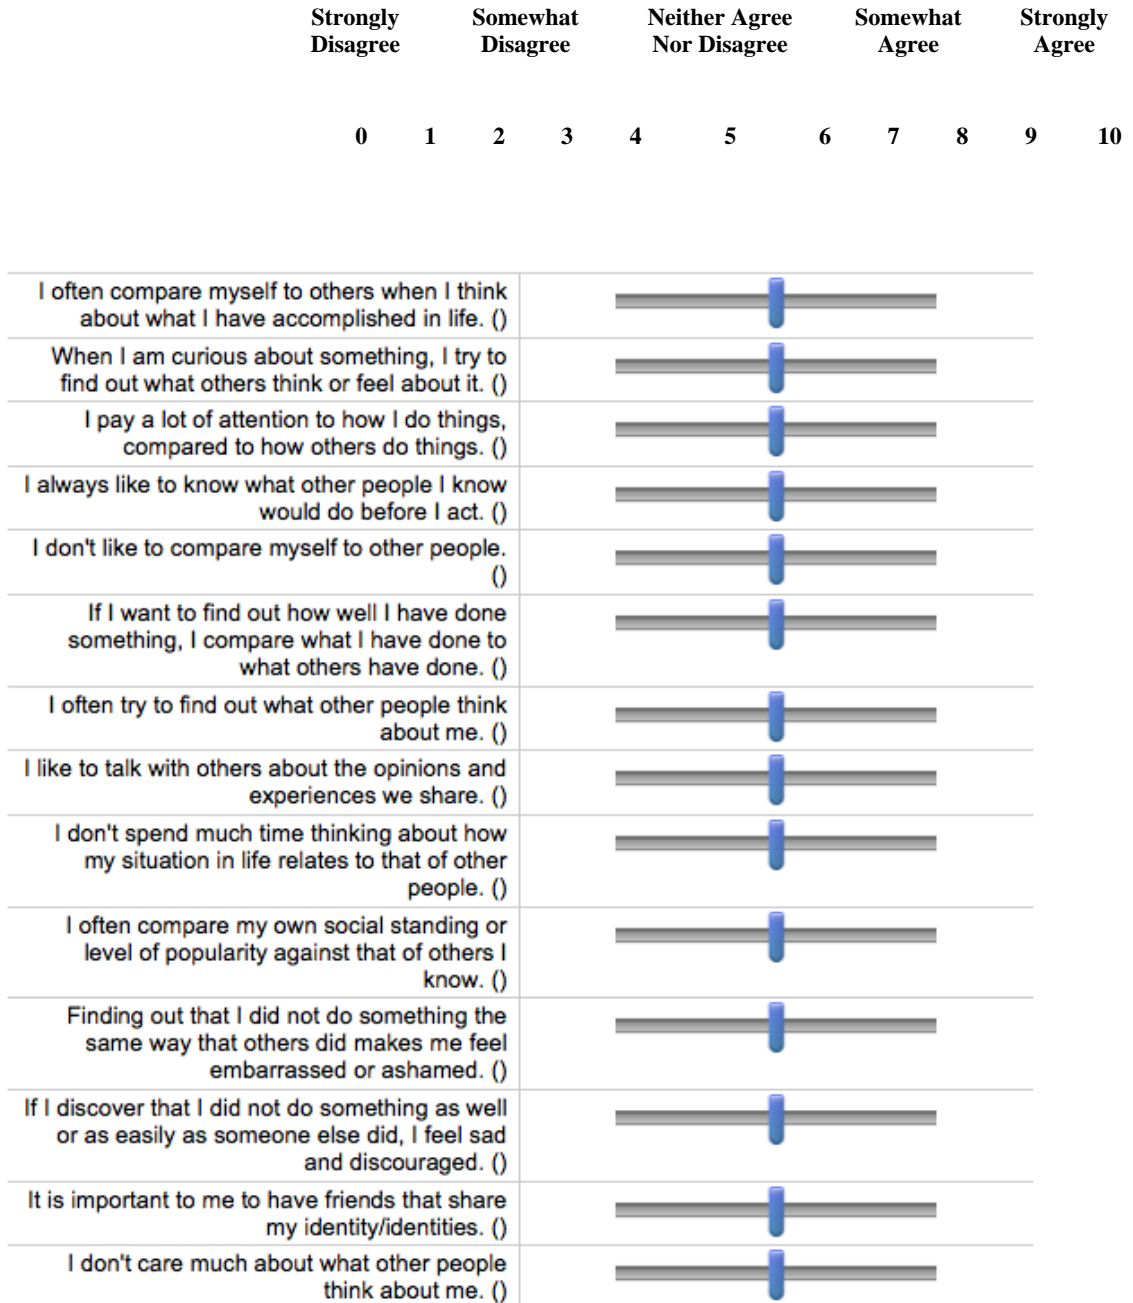 Strongly Somewhat Neither Agree Somewhat Strongly
Disagree Disagree Nor Disagree Agree Agree
0 1 2 3 4 5 6 7 8 9 10
I often compare myself to others when I think
about what I have accomplished in life. ()
When I am curious about something, I try to
find out what others think or feel about it. ()
I pay a lot of attention to how I do things,
compared to how others do things. ()
I always like to know what other people I know
would do before I act. ()
I don't like to compare myself to other people.
()
If I want to find out how well I have done
something, I compare what I have done to
what others have done. ()
I often try to find out what other people think
about me. ()
I like to talk with others about the opinions and
experiences we share. ()
I don't spend much time thinking about how
my situation in life relates to that of other
people. ()
I often compare my own social standing or
level of popularity against that of others I
know. ()
Finding out that I did not do something the
same way that others did makes me feel
embarrassed or ashamed. ()
If I discover that I did not do something as well
or as easily as someone else did, I feel sad
and discouraged. ()
It is important to me to have friends that share
my identity/identities. ()
I don't care much about what other people
think about me. ()